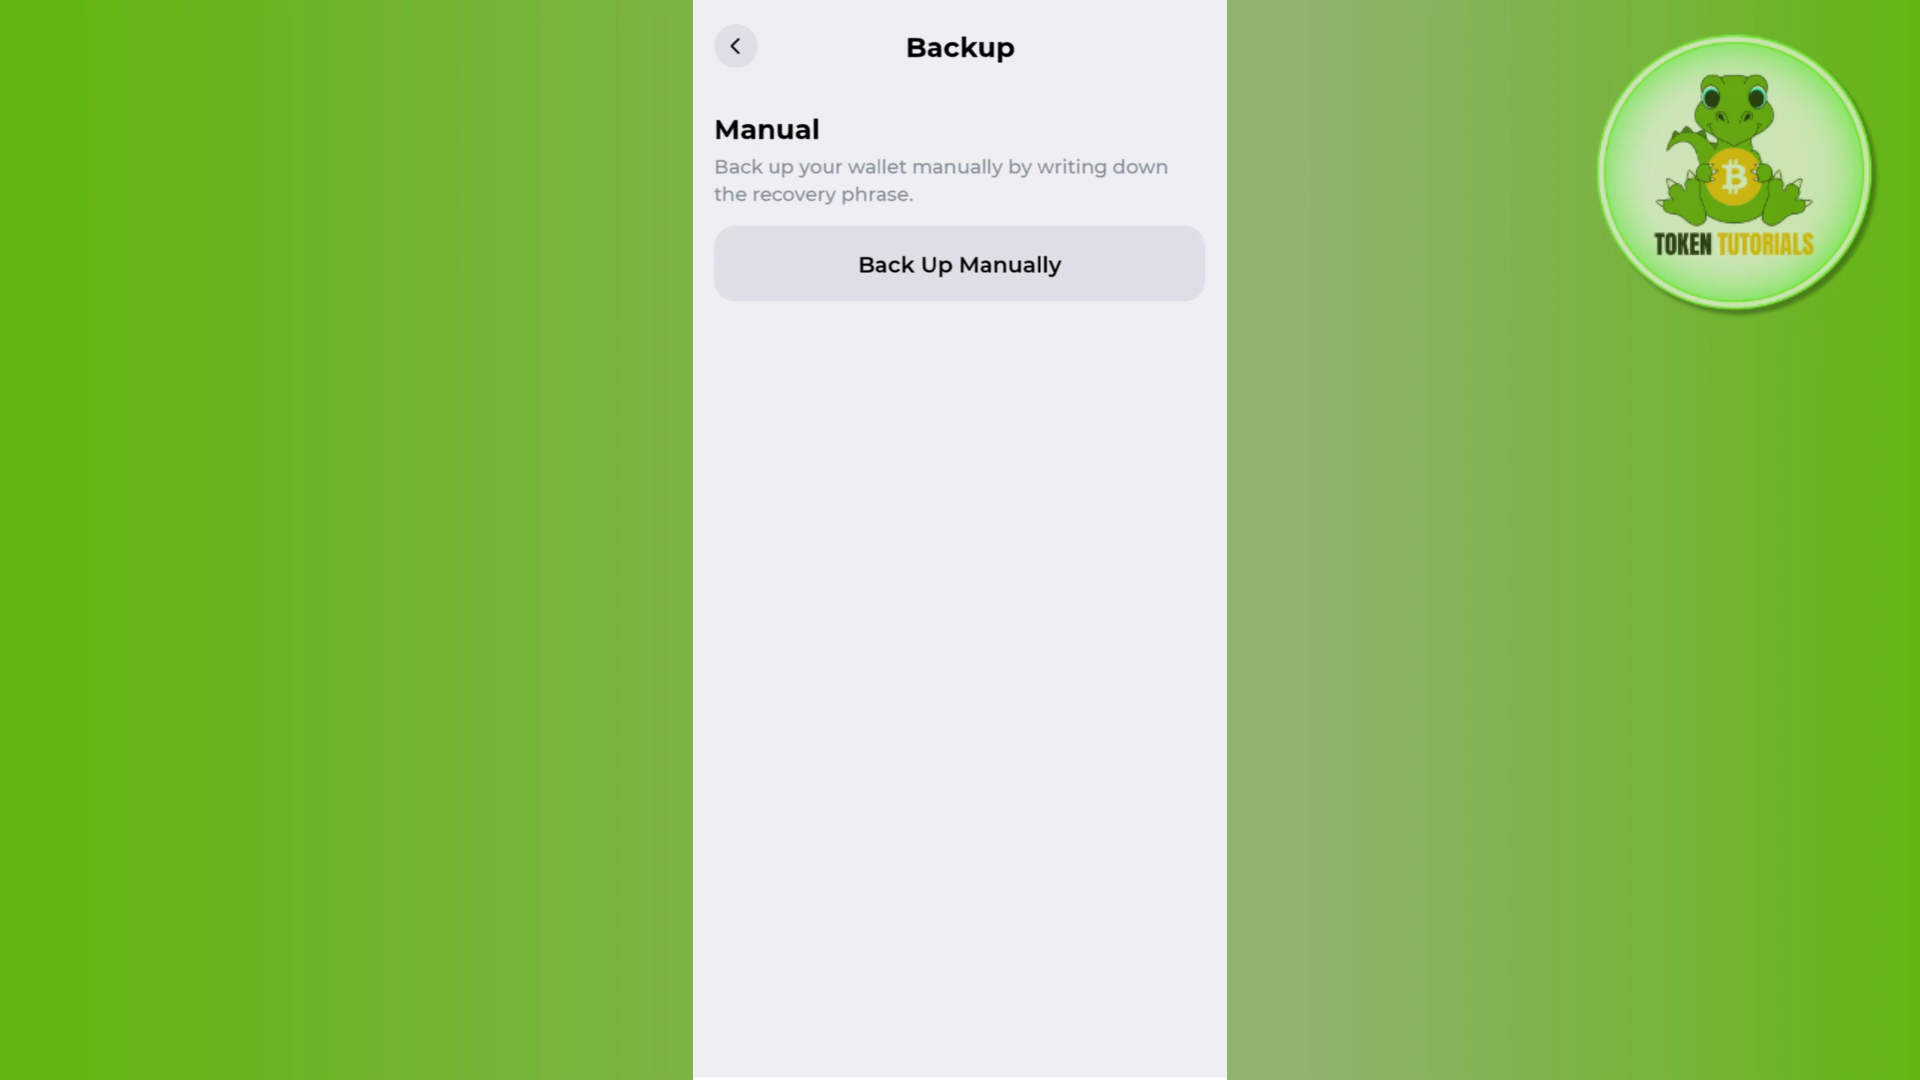 Backup
Manual
Back up your wallet manually by writing down
the recovery phrase.
Back Up Manually
TOKEN TUTORIALS